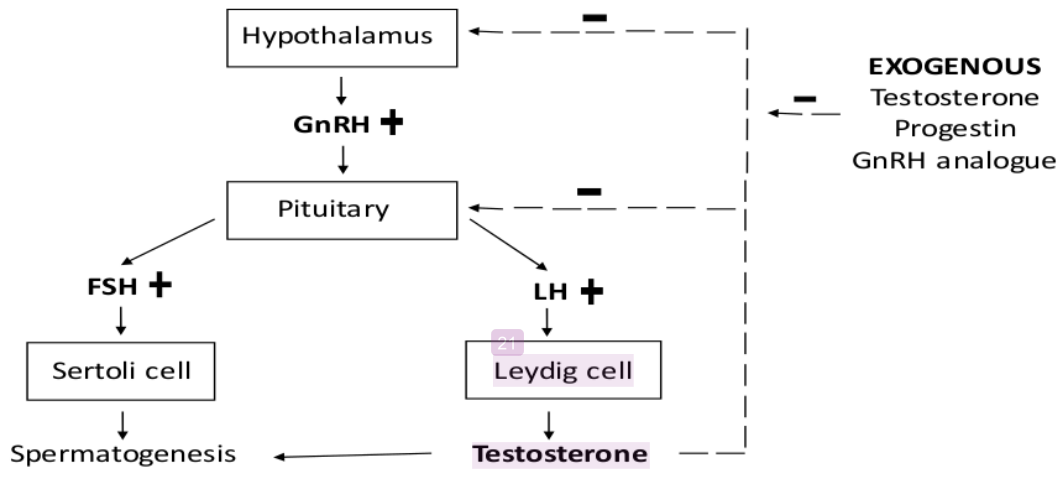 Hypothalamus
–
EXOGENOUS
Testosterone
Progestin
GnRH analogue
–
GnRH +
Pituitary
–
FSH +
LH +
21
Sertoli cell
Leydig cell
Spermatogenesis
Testosterone